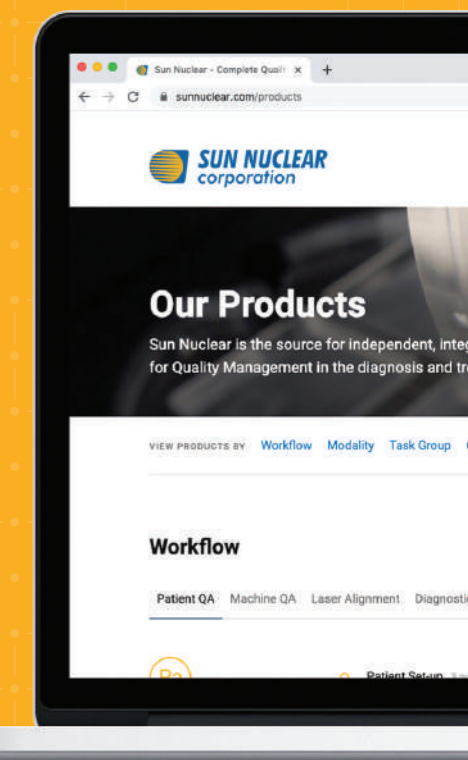 Sun Nuclear - Complete Quali
sunnuclear.com/products
SUN NUCLEAR
corporation
Our Products
Sun Nuclear is the source for independent, integ
for Quality Management in the diagnosis and tr
VIEW PRODUCTS BY Workflow Modality Task Group
Workflow
Patient QA Machine QA Laser Alignment Diagnostic
Patient Set-up